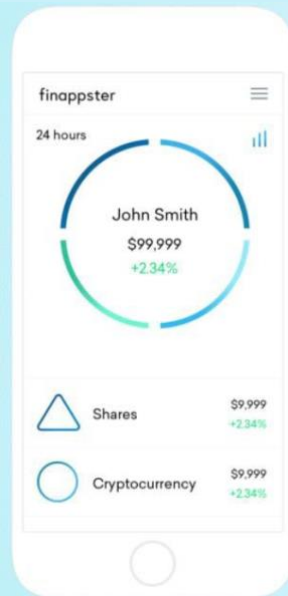 finappster
24 hours
John Smith
$99,999
+2.34%
Shares
$9,999
+2.34%
Cryptocurrency
$9,999
+2.34%